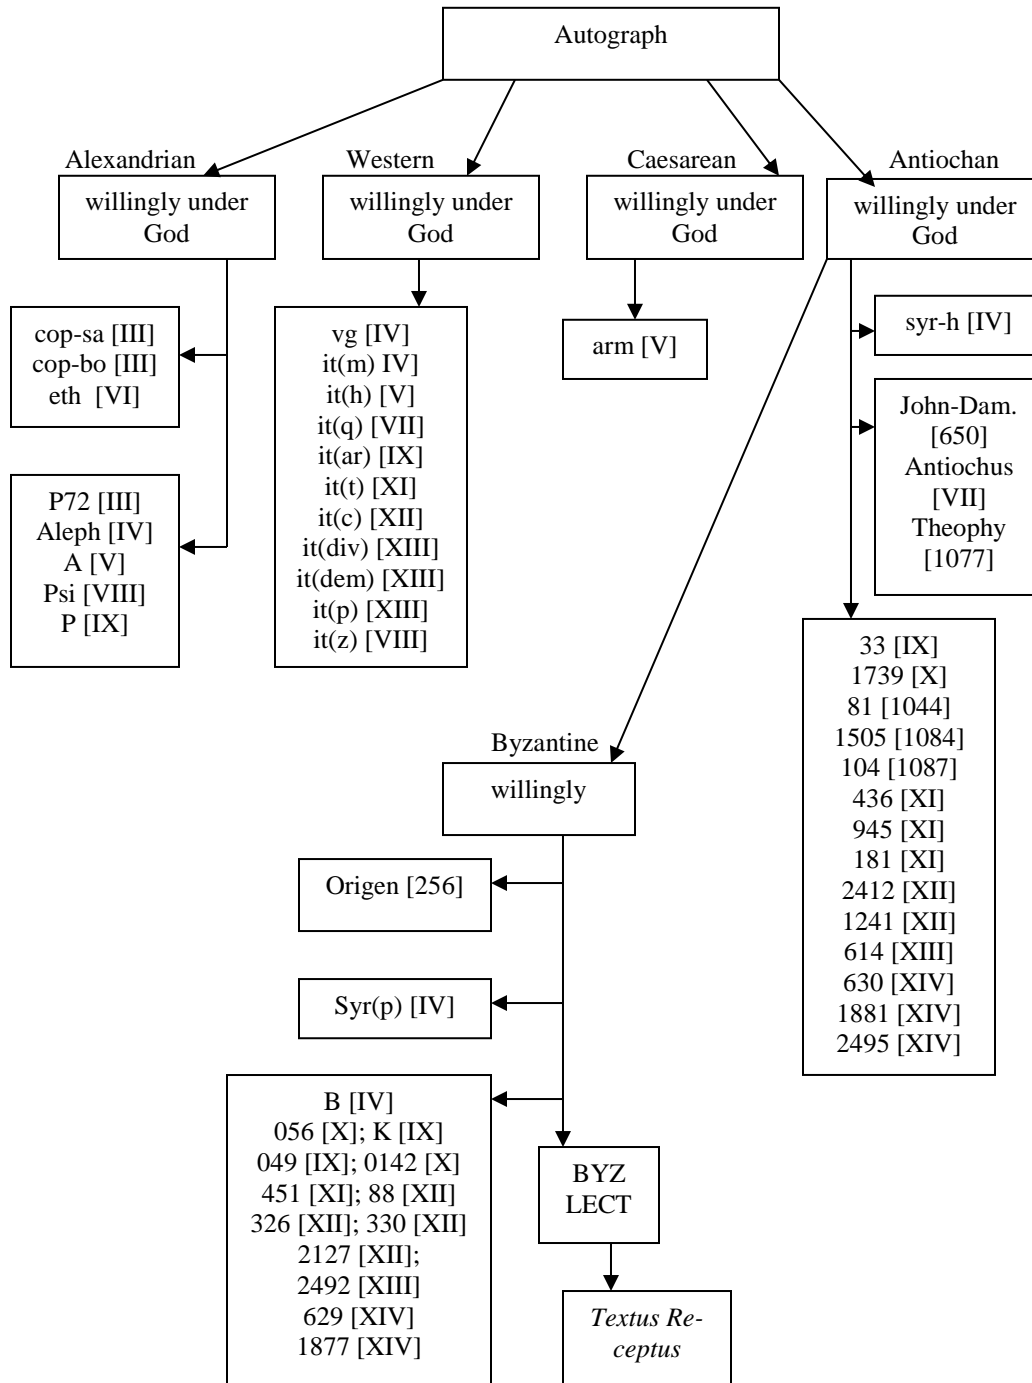 Autograph
Alexandrian
willingly under
God
Western
willingly under
God
Caesarean
willingly under
God
Antiochan
willingly under
God
cop-sa [III]
cop-bo [III]
eth [VI]
P72 [III]
Aleph [IV]
A [V]
Psi [VIII]
P [IX]
vg [IV]
it(m) IV]
it(h) [V]
it(q) [VII]
it(ar) [IX]
it(t) [XI]
it(c) [XII]
it(div) [XIII]
it(dem) [XIII]
it(p) [XIII]
it(z) [VIII]
arm [V]
syr-h [IV]
John-Dam.
[650]
Antiochus
[VII]
Theophy
[1077]
33 [IX]
1739 [X]
81 [1044]
1505 [1084]
104 [1087]
436 [XI]
945 [XI]
181 [XI]
2412 [XII]
1241 [XII]
614 [XIII]
630 [XIV]
1881 [XIV]
2495 [XIV]
Byzantine
willingly
Origen [256]
Syr(p) [IV]
B [IV]
056 [X]; K [IX]
049 [IX]; 0142 [X]
451 [XI]; 88 [XII]
326 [XII]; 330 [XII]
2127 [XII];
2492 [XIII]
629 [XIV]
1877 [XIV]
BYZ
LECT
Textus Re-
ceptus